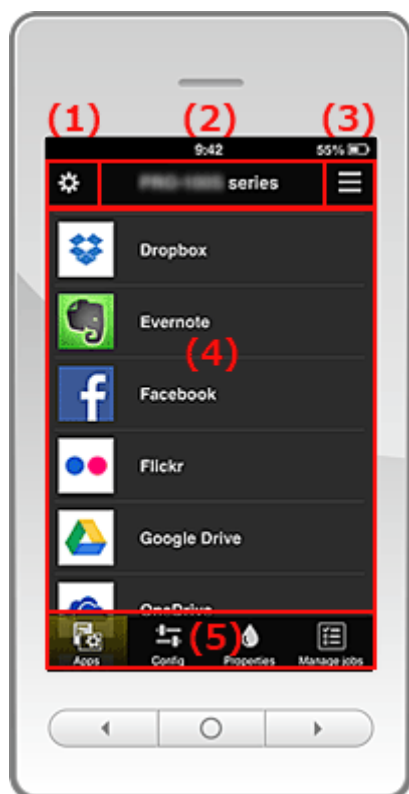 (1) (2) (3)
9:42 55%
series
Dropbox
Evernote
(4)
Facebook
Flickr
Google Drive
OneDrive
(5)
Apps Config Properties Manage jobs